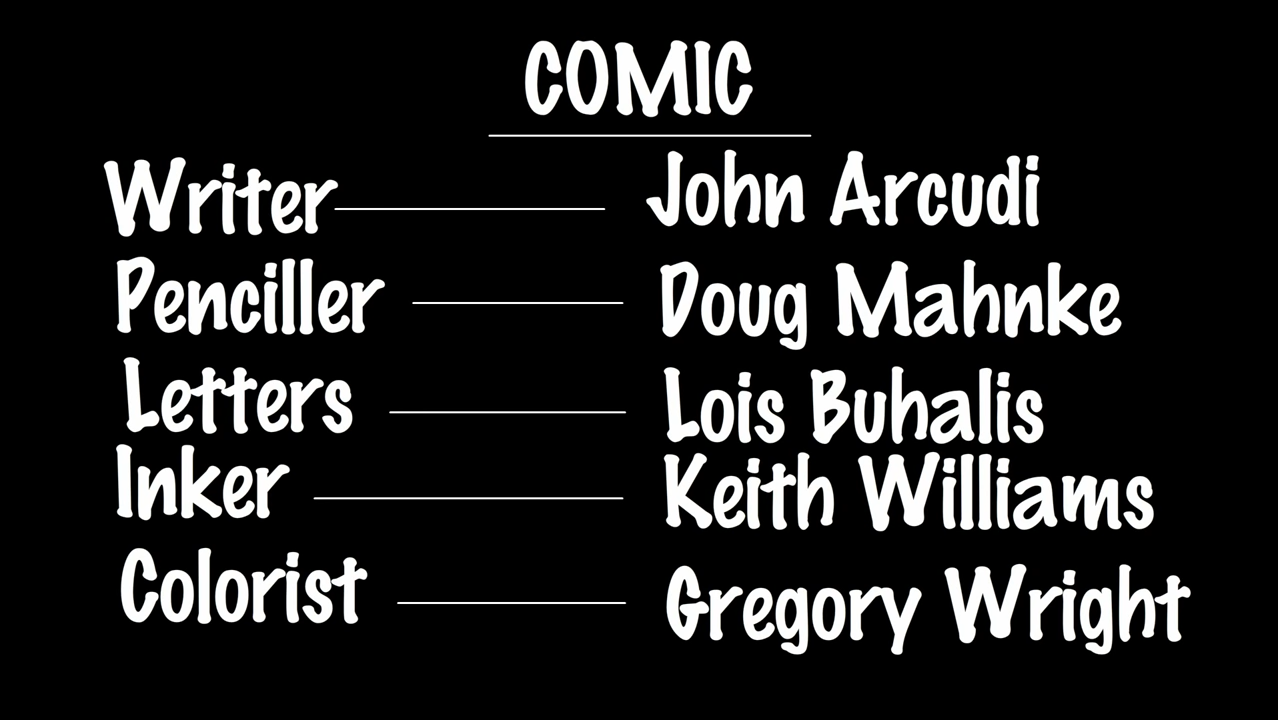 COMIC
Writer John Arcudi
Penciller Doug Mahnke
Letters Lois Buhalis
Inker Keith Williams
Colorist Gregory Wright